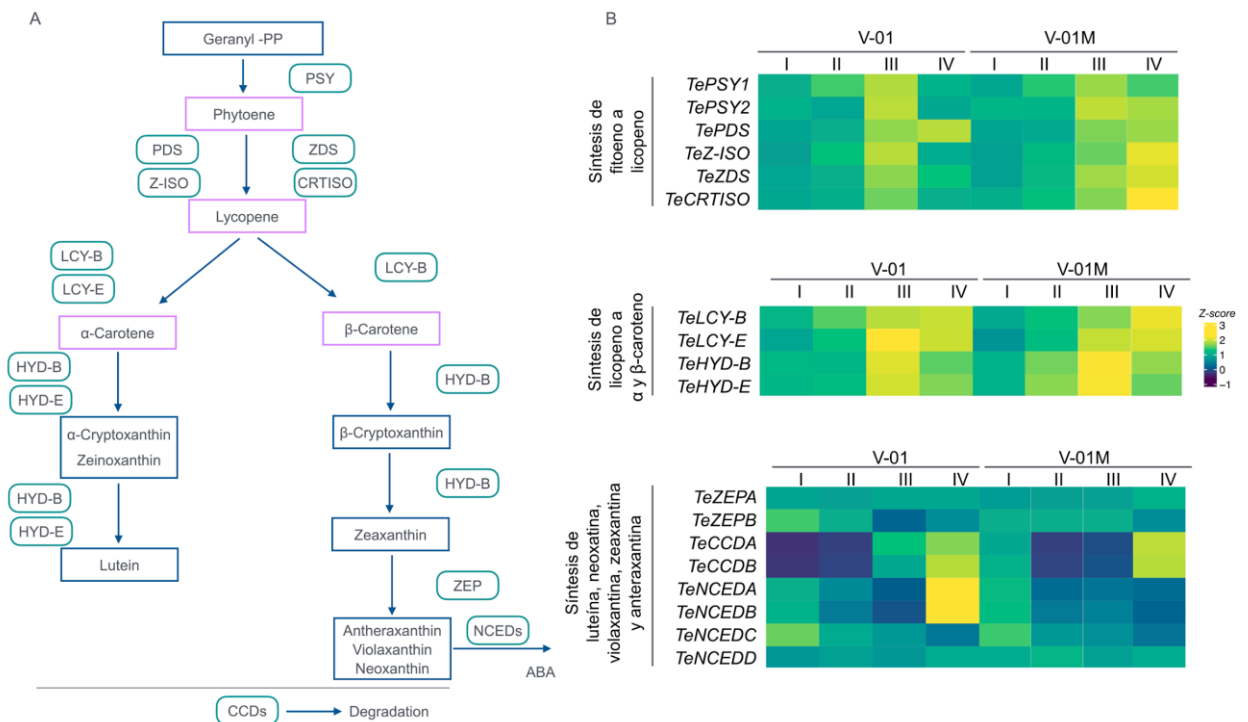 A
Geranyl -PP
PSY
Phytoene
PDS
ZDS
Z-ISO
CRTISO
Lycopene
LCY-B
LCY-E
LCY-B
α-Carotene
β-Carotene
HYD-B
HYD-E
HYD-B
α-Cryptoxanthin
Zeinoxanthin
β-Cryptoxanthin
HYD-B
HYD-E
HYD-B
Lutein
Zeaxanthin
ZEP
Antheraxanthin
Violaxanthin
Neoxanthin
NCEDs
ABA
CCDs
Degradation
B
V-01 V-01M
I II III IV I II III IV
Síntesis de
fitoeno a
licopeno
TePSY1
TePSY2
TePDS
TeZ-ISO
TeZDS
TeCRTISO
V-01 V-01M
I II III IV I II III IV
Síntesis de
licopeno a
α y β-caroteno
TeLCY-B
TeLCY-E
TeHYD-B
TeHYD-E
Z-score
3
2
1
0
−1
V-01 V-01M
I II III IV I II III IV
Síntesis de
luteína, neoxatina,
violaxantina, zeaxantina
y anteraxantina
TeZEPA
TeZEPB
TeCCDA
TeCCDB
TeNCEDA
TeNCEDB
TeNCEDC
TeNCEDD